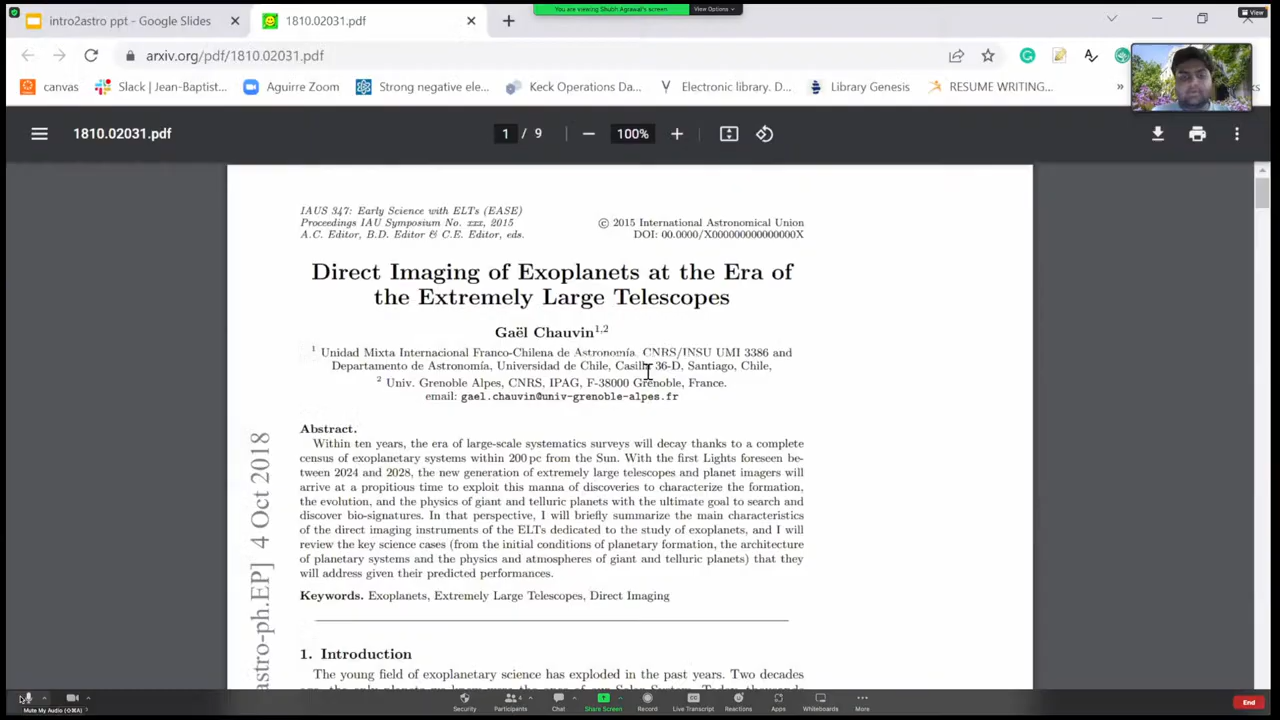 You are viewing Shubh Agrawal's screen
View Options
View
intro2astro ppt - Google Slides
1810.02031.pdf
arxiv.org/pdf/1810.02031.pdf
canvas
Slack | Jean-Baptist...
Aguirre Zoom
Strong negative ele...
Keck Operations Da...
Electronic library. D...
Library Genesis
RESUME WRITING...
»
1810.02031.pdf
1 / 9
100%
IAUS 347: Early Science with ELTs (EASE)
Proceedings IAU Symposium No. xxx, 2015
A.C. Editor, B.D. Editor & C.E. Editor, eds.
© 2015 International Astronomical Union
DOI: 00.0000/X000000000000000X
Direct Imaging of Exoplanets at the Era of
the Extremely Large Telescopes
Gaël Chauvin1,2
1 Unidad Mixta Internacional Franco-Chilena de Astronomía, CNRS/INSU UMI 3386 and
Departamento de Astronomía, Universidad de Chile, Casilla 36-D, Santiago, Chile,
2 Univ. Grenoble Alpes, CNRS, IPAG, F-38000 Grenoble, France.
email: gael.chauvin@univ-grenoble-alpes.fr
Abstract.
Within ten years, the era of large-scale systematics surveys will decay thanks to a complete
census of exoplanetary systems within 200 pc from the Sun. With the first Lights foreseen be-
tween 2024 and 2028, the new generation of extremely large telescopes and planet imagers will
arrive at a propitious time to exploit this manna of discoveries to characterize the formation,
the evolution, and the physics of giant and telluric planets with the ultimate goal to search and
discover bio-signatures. In that perspective, I will briefly summarize the main characteristics
of the direct imaging instruments of the ELTs dedicated to the study of exoplanets, and I will
review the key science cases (from the initial conditions of planetary formation, the architecture
of planetary systems and the physics and atmospheres of giant and telluric planets) that they
will address given their predicted performances.
Keywords. Exoplanets, Extremely Large Telescopes, Direct Imaging
1. Introduction
The young field of exoplanetary science has exploded in the past years. Two decades
astro-ph.EP] 4 Oct 2018
Mute My Audio (⇧⌘A)
Security
Participants
4
Chat
Share Screen
Record
CC
Live Transcript
Reactions
Apps
Whiteboards
More
End